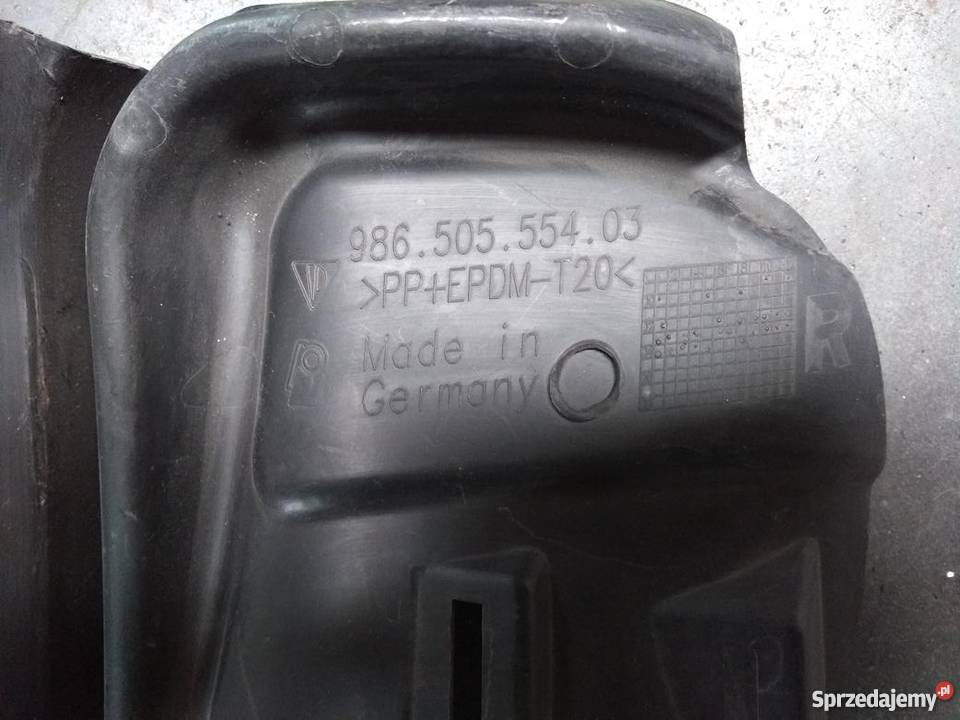 986.505.554.03
>PP+EPDM-T20<
Made in
Germany
R
Sprzedajemy.pl